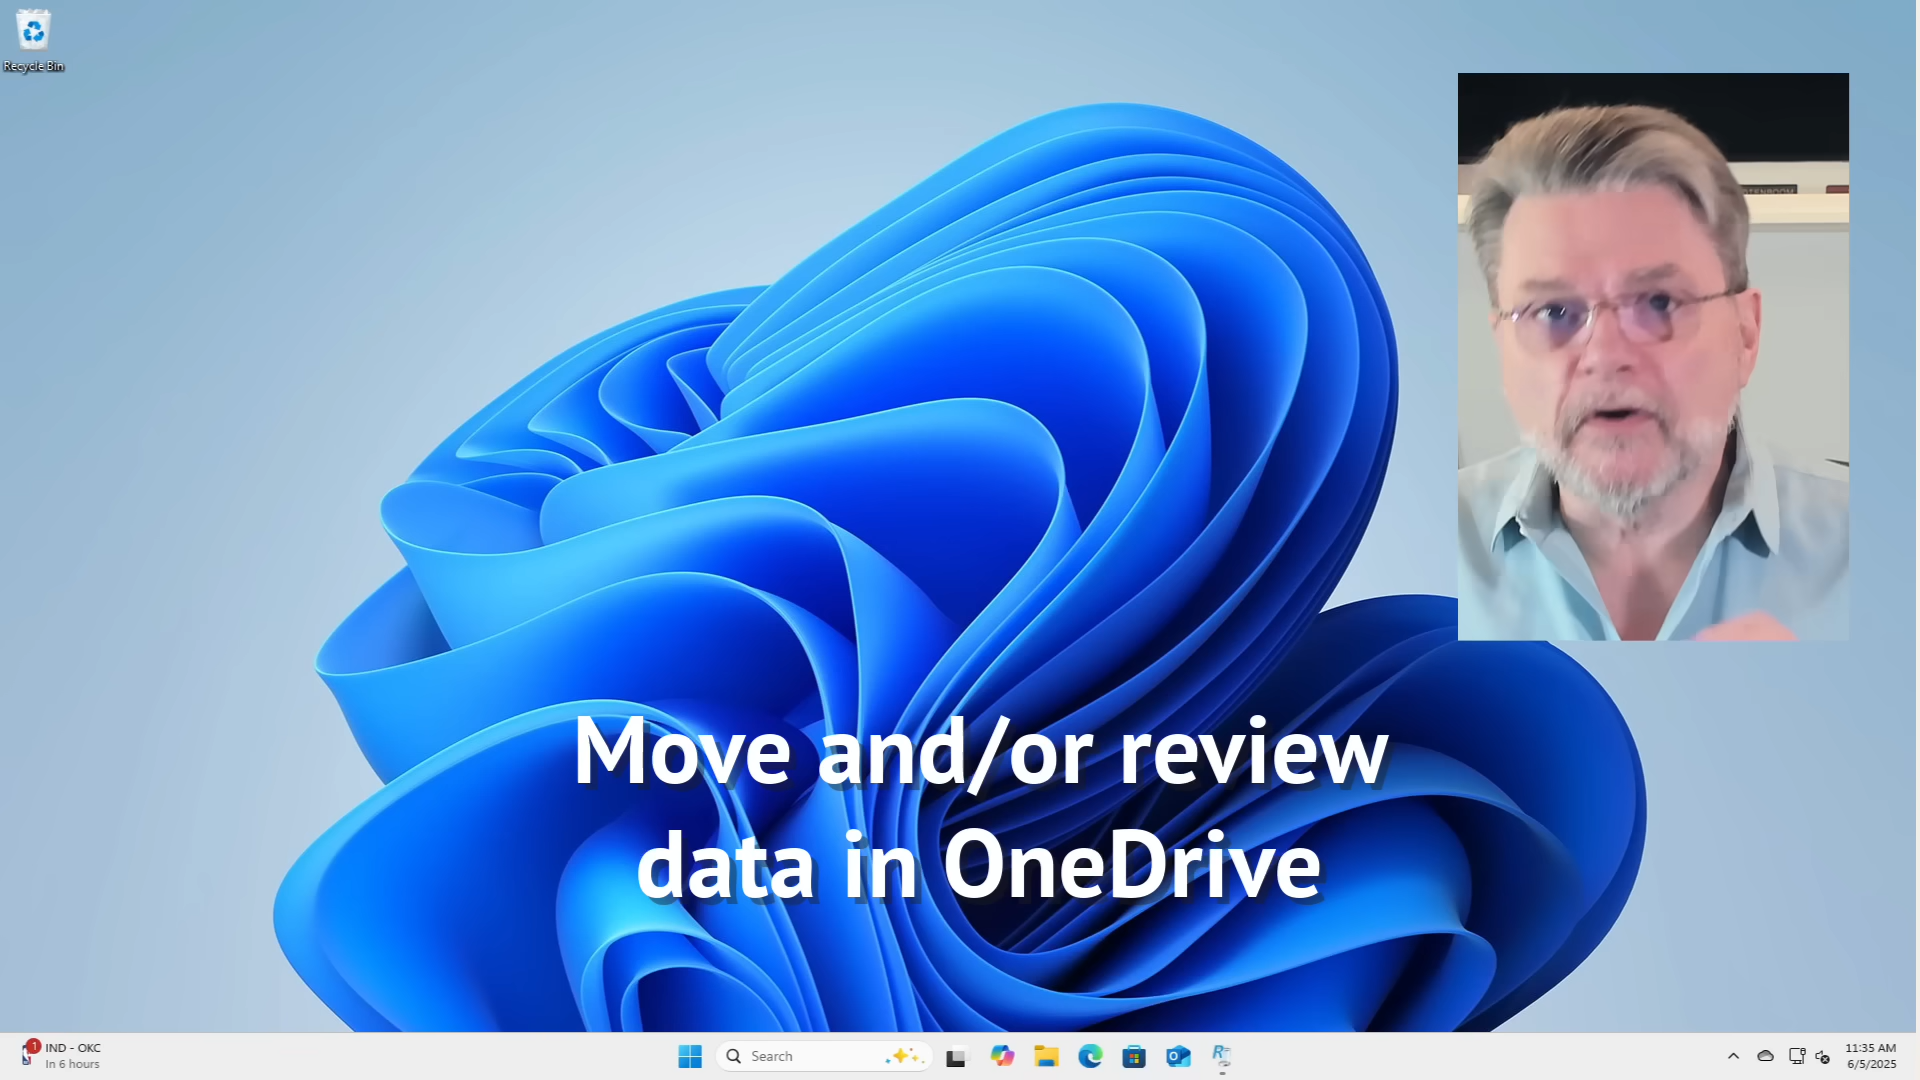 Recycle Bin
Move and/or review
data in OneDrive
1
IND - OKC
In 6 hours
Search
11:35 AM
6/5/2025